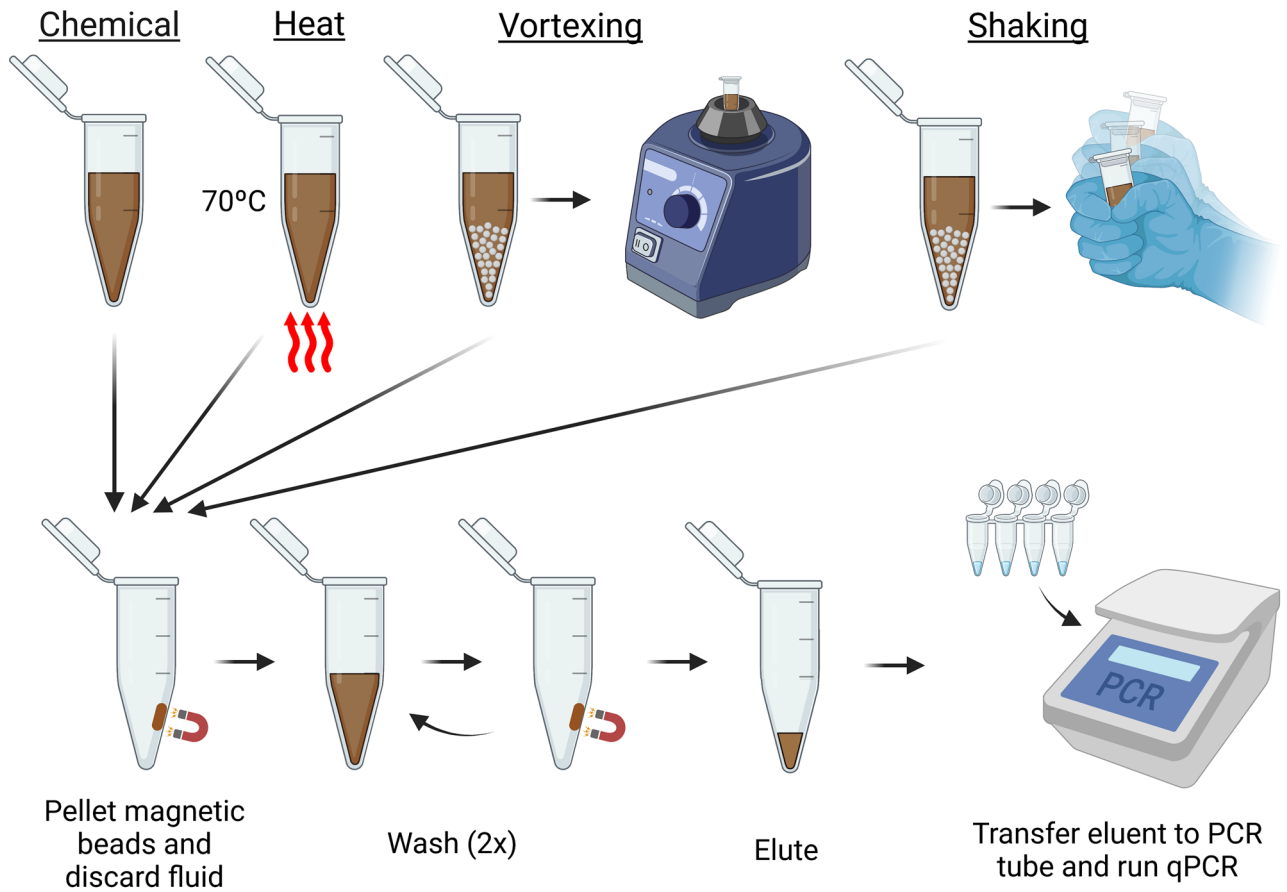 Chemical
Heat
Vortexing
Shaking
70ºC
II O
PCR
Pellet magnetic
beads and
discard fluid
Wash (2x)
Elute
Transfer eluent to PCR
tube and run qPCR